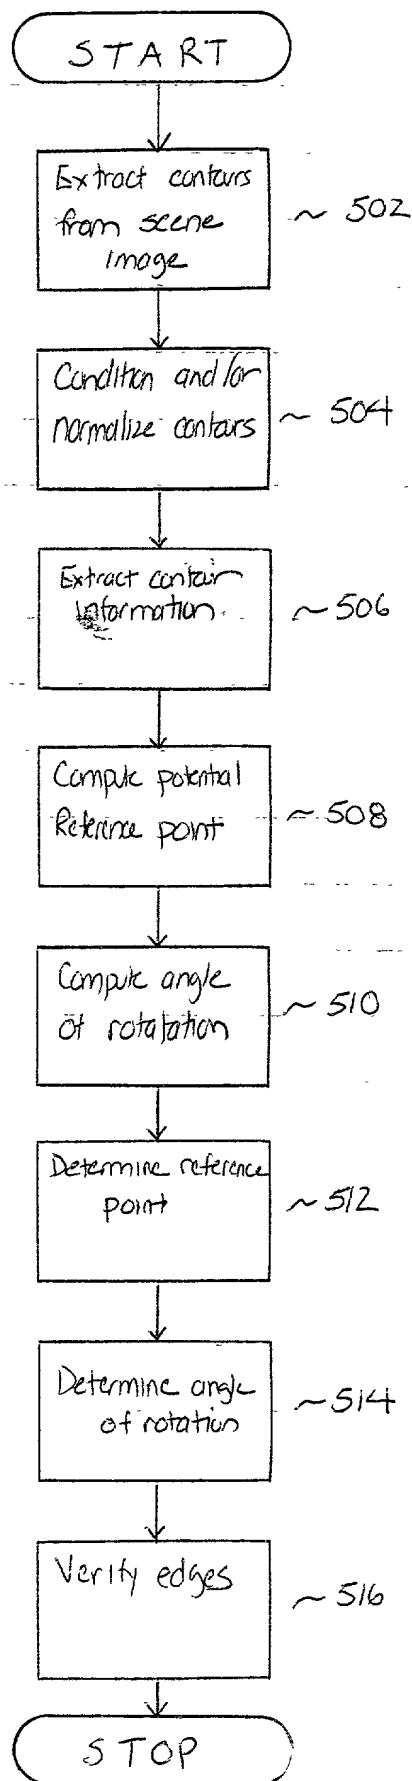 START
Extract contours
from scene
image
~ 502
Condition and/or
normalize contours
~ 504
Extract contour
information
~ 506
Compute potential
Reference point
~ 508
Compute angle
of rotatation
~ 510
Determine reference
point
~ 512
Determine angle
of rotation
~ 514
Verify edges
~ 516
STOP